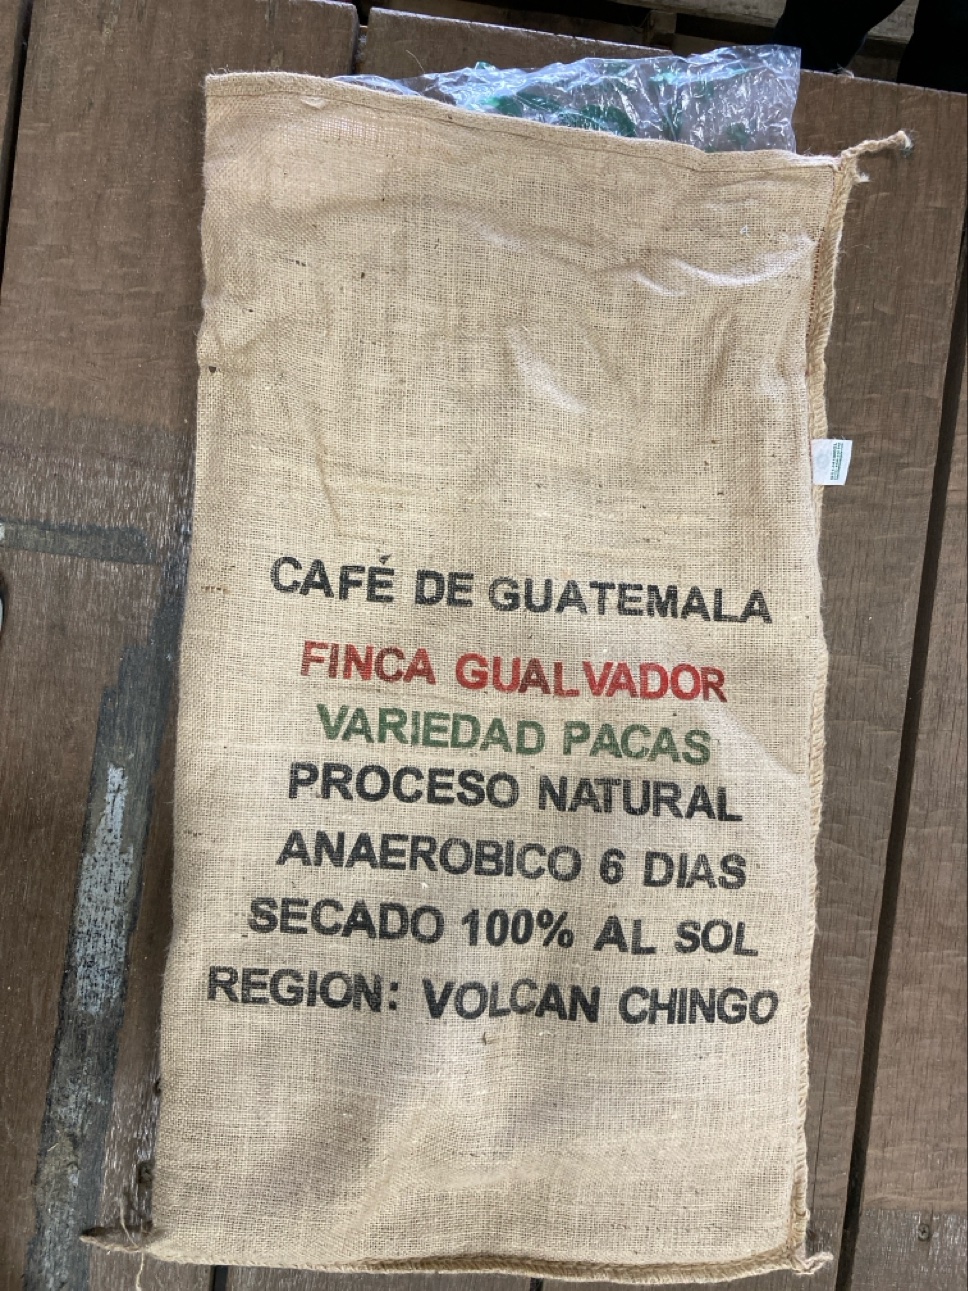 CAFÉ DE GUATEMALA
FINCA GUALVADOR
VARIEDAD PACAS
PROCESO NATURAL
ANAEROBICO 6 DIAS
SECADO 100% AL SOL
REGION: VOLCAN CHINGO